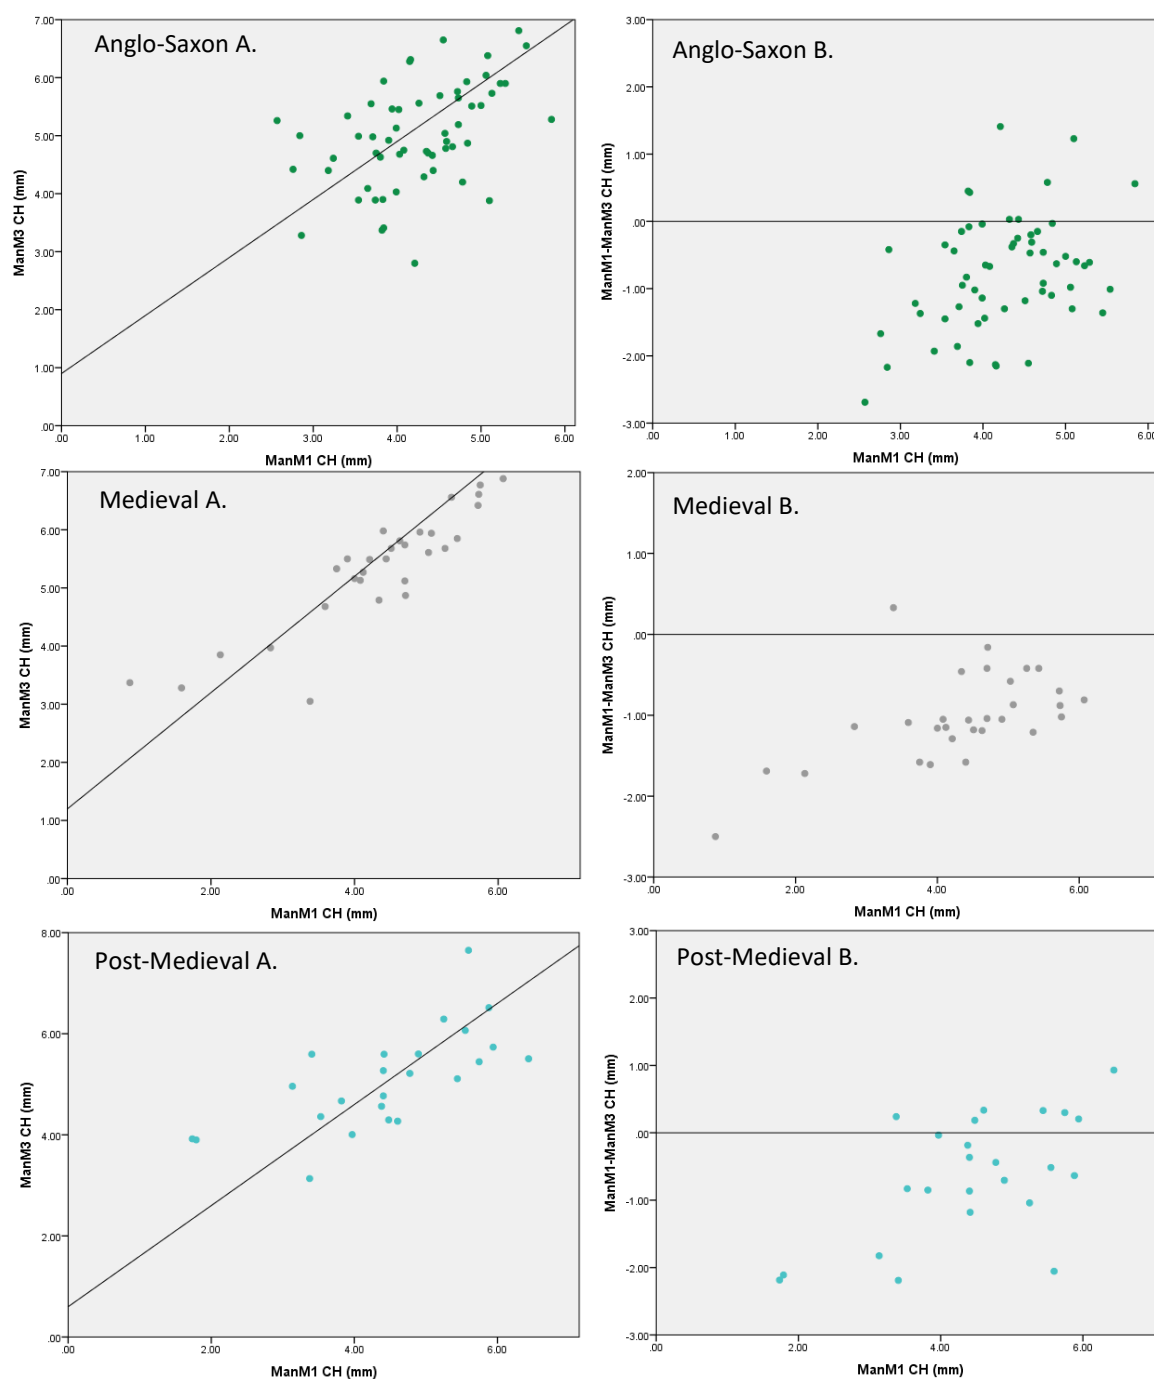 Anglo-Saxon A.
7.00
6.00
5.00
4.00
3.00
2.00
1.00
.00
ManM3 CH (mm)
.00 1.00 2.00 3.00 4.00 5.00 6.00
ManM1 CH (mm)
Anglo-Saxon B.
3.00
2.00
1.00
.00
-1.00
-2.00
-3.00
ManM1-ManM3 CH (mm)
.00 1.00 2.00 3.00 4.00 5.00 6.00
ManM1 CH (mm)
Medieval A.
7.00
6.00
5.00
4.00
3.00
2.00
1.00
.00
ManM3 CH (mm)
.00 2.00 4.00 6.00
ManM1 CH (mm)
Medieval B.
2.00
1.00
.00
-1.00
-2.00
-3.00
ManM1-ManM3 CH (mm)
.00 2.00 4.00 6.00
ManM1 CH (mm)
Post-Medieval A.
8.00
6.00
4.00
2.00
.00
ManM3 CH (mm)
.00 2.00 4.00 6.00
ManM1 CH (mm)
Post-Medieval B.
3.00
2.00
1.00
.00
-1.00
-2.00
-3.00
ManM1-ManM3 CH (mm)
.00 2.00 4.00 6.00
ManM1 CH (mm)